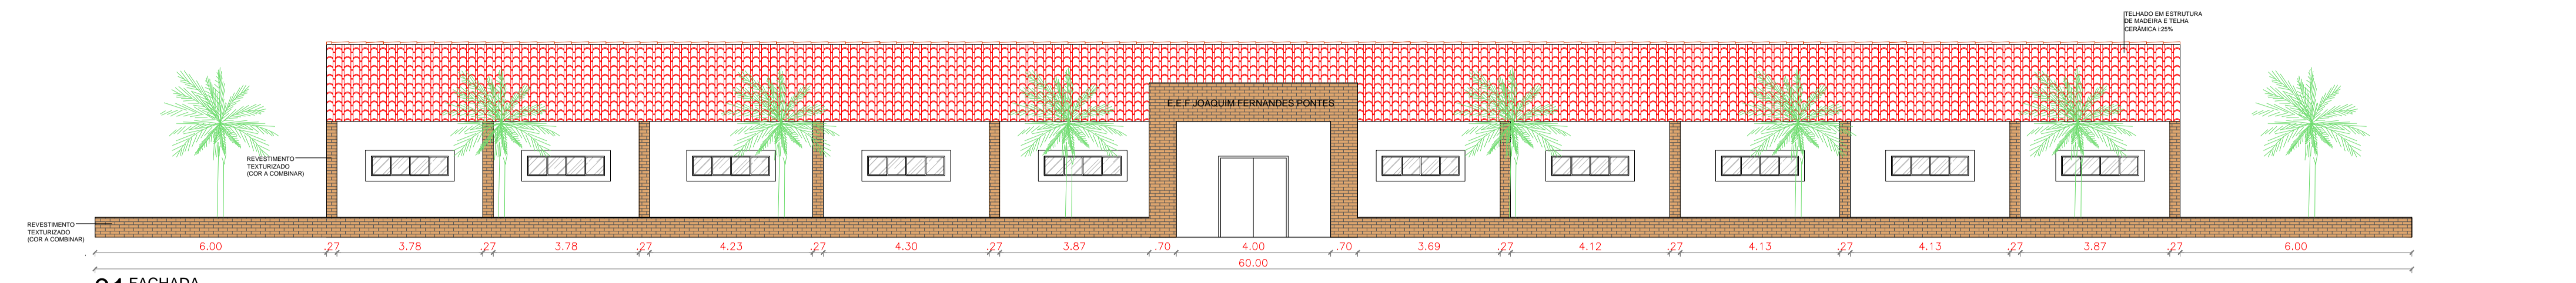 TELHADO EM ESTRUTURA
DE MADEIRA E TELHA
CERÂMICA i:25%
E.E.F JOAQUIM FERNANDES PONTES
REVESTIMENTO
TEXTURIZADO
(COR A COMBINAR)
REVESTIMENTO
TEXTURIZADO
(COR A COMBINAR)
6.00 .27 3.78 .27 3.78 .27 4.23 .27 4.30 .27 3.87 .70 4.00 .70 3.69 .27 4.12 .27 4.13 .27 4.13 .27 3.87 .27 6.00
60.00
FACHADA